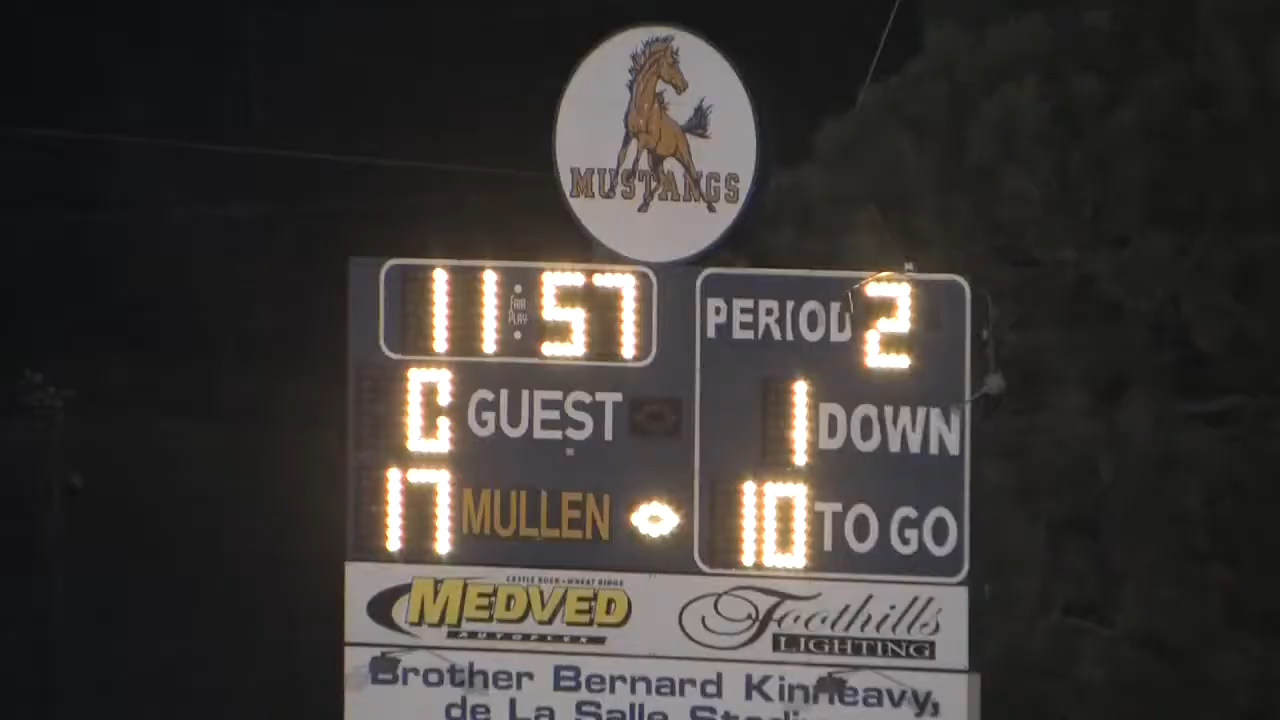 MUSTANGS
11:57
FAIR PLAY
PERIOD 2
GUEST
1 DOWN
17 MULLEN
10 TO GO
CASTLE ROCK • WHEAT RIDGE
MEDVED
AUTOPLEX
Foothills
LIGHTING
Brother Bernard Kinneavy,
de La Salle Stadium